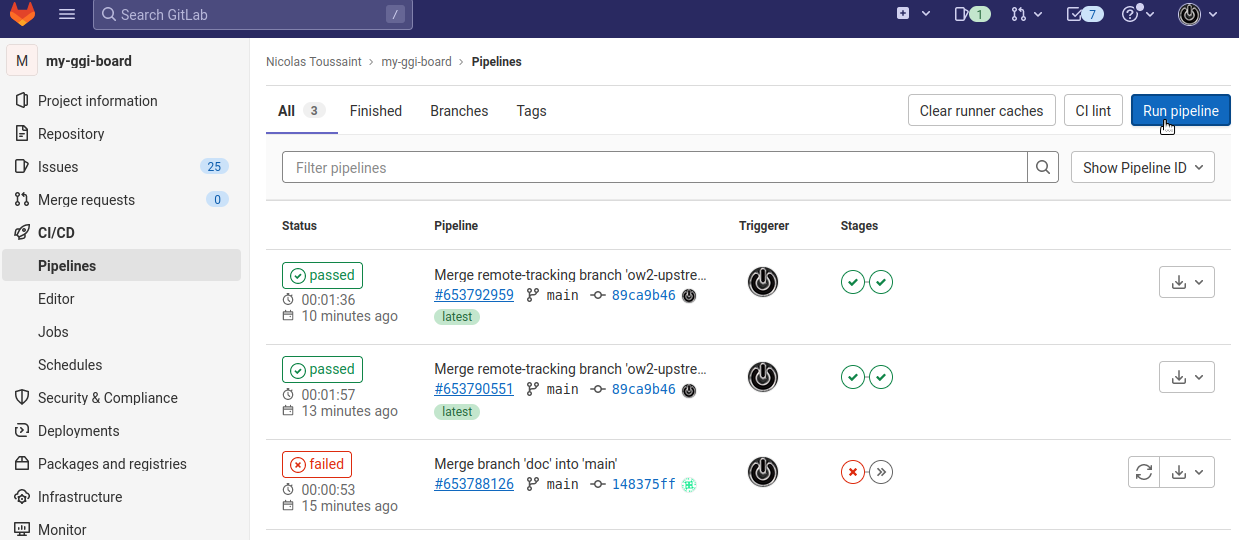 Search GitLab /
1
7
M my-ggi-board
Project information
Repository
Issues 25
Merge requests 0
CI/CD
Pipelines
Editor
Jobs
Schedules
Security & Compliance
Deployments
Packages and registries
Infrastructure
Monitor
Nicolas Toussaint › my-ggi-board › Pipelines
All 3 Finished Branches Tags Clear runner caches CI lint Run pipeline
Filter pipelines Show Pipeline ID
Status Pipeline Triggerer Stages
passed Merge remote-tracking branch 'ow2-upstre…
00:01:36 #653792959 main 89ca9b46
10 minutes ago latest
passed Merge remote-tracking branch 'ow2-upstre…
00:01:57 #653790551 main 89ca9b46
13 minutes ago latest
failed Merge branch 'doc' into 'main'
00:00:53 #653788126 main 148375ff
15 minutes ago